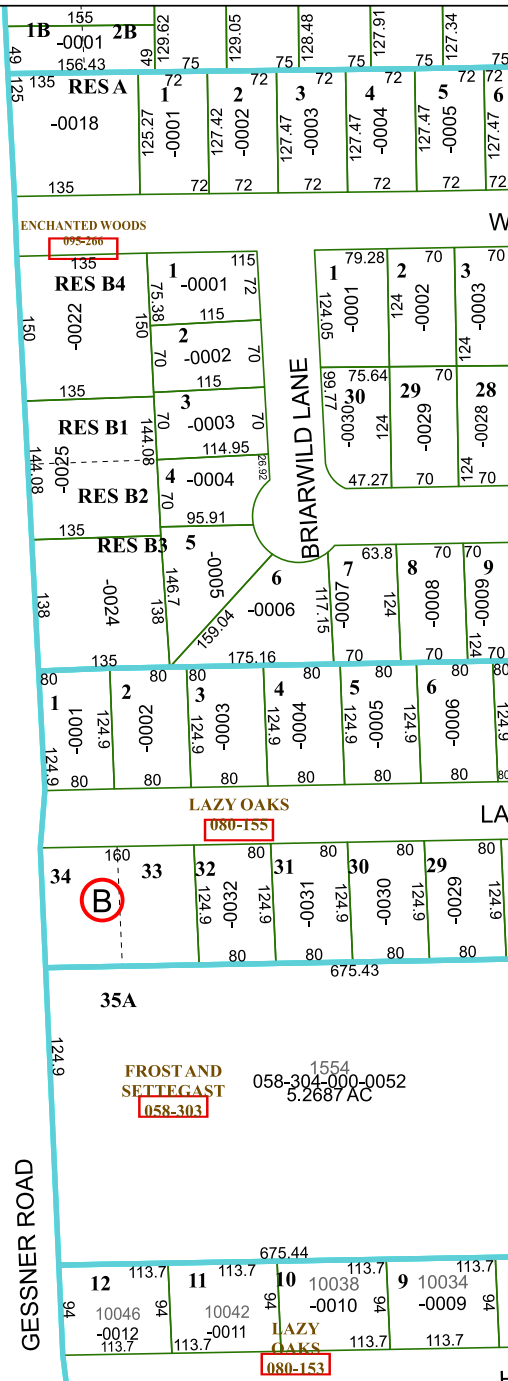 155
1B -0001 2B
49 156.43 49 129.62 75 129.05 75 128.48 75 127.91 75 127.34 75
125 135 RES A 72 72 72 72 72 72
1 2 3 4 5 6
-0018 125.27 -0001 127.42 -0002 127.47 -0003 127.47 -0004 127.47 -0005 127.47
135 72 72 72 72 72
ENCHANTED WOODS
095-266
W
135 115 79.28 70 70
RES B4 1 -0001 72 1 2 3
150 -0022 150 75.38 124.05 -0001 124 -0002 124 -0003
115
2 -0002 70 70
135 115 99.77 75.64 70
3 -0003 70 70 30 -0030 124 29 -0029 28 -0028 124
RES B1 144.08 114.95 26.92
144.08 -0025 4 -0004 70 47.27 70 70
RES B2 95.91
BRIARWILD LANE
135 RES B3 5 63.8 70 70
138 -0024 138 146.7 -0005 6 -0006 117.15 7 -0007 124 8 -0008 9 -0009 124
159.04
135 175.16 70 70 70
80 80 80 80 80 80 80
1 2 3 4 5 6
124.9 -0001 124.9 -0002 124.9 -0003 124.9 -0004 124.9 -0005 124.9 -0006
80 80 80 80 80 80
LAZY OAKS
080-155
LA
160 80 80 80 80
34 33 32 31 30 29
B 124.9 -0032 124.9 -0031 124.9 -0030 124.9 -0029 124.9
80 80 80 80
675.43
35A
124.9
FROST AND
SETTEGAST
058-303
1554
058-304-000-0052
5.2687 AC
GESSNER ROAD
675.44
113.7 113.7 113.7 113.7
12 11 10 9
94 10046 94 10042 94 10038 94 10034 94
-0012 -0011 -0010 -0009
113.7 113.7 113.7 113.7
LAZY
OAKS
080-153